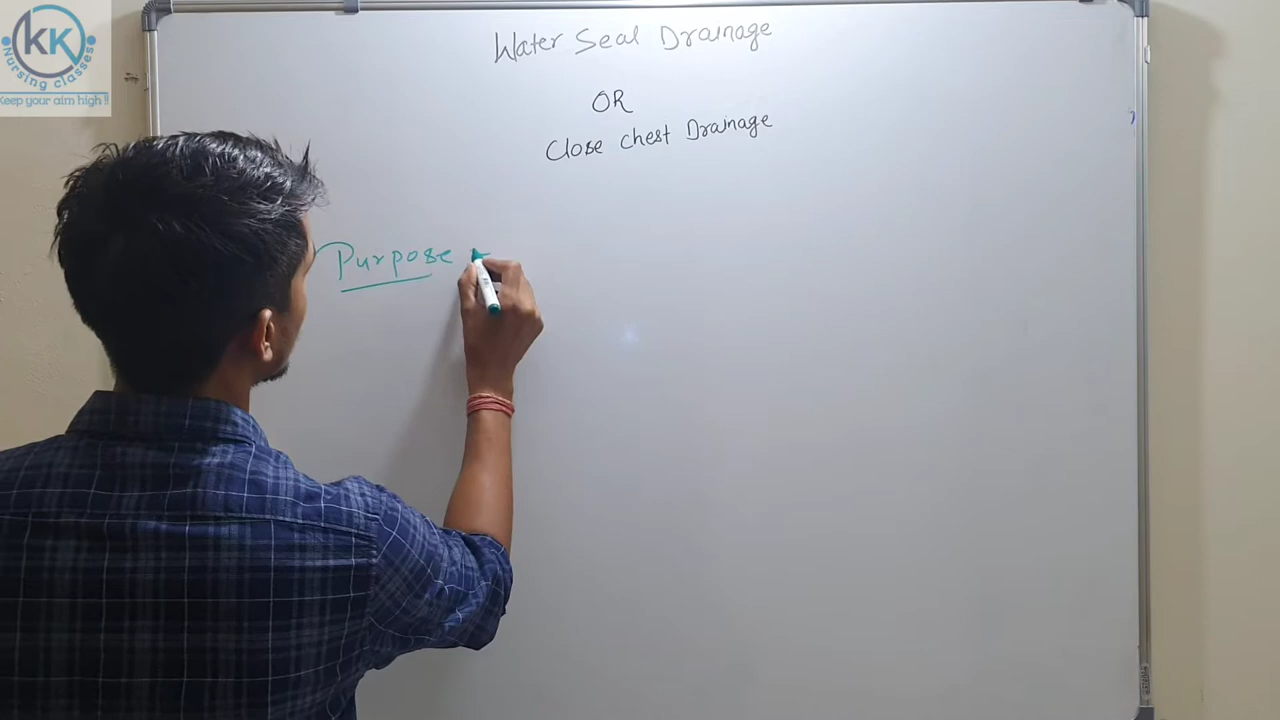 KK
Nursing classes
Keep your aim high !!
Water Seal Drainage
OR
Close Chest Drainage
Purpose